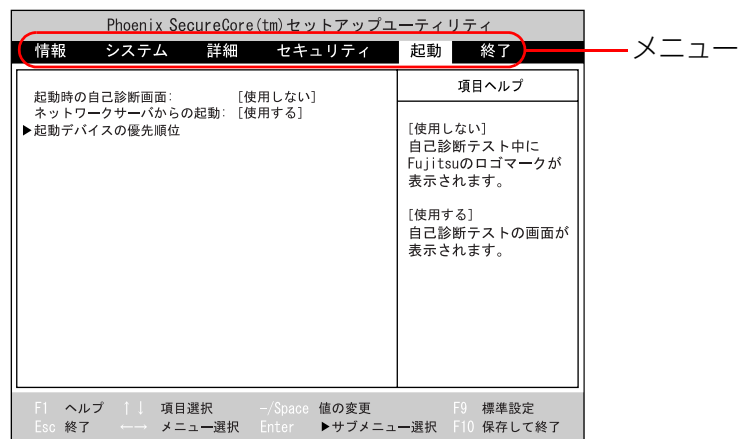 Phoenix SecureCore(tm)セットアップユーティリティ
情報 システム 詳細 セキュリティ 起動 終了
メニュー
起動時の自己診断画面: [使用しない]
ネットワークサーバからの起動: [使用する]
▶起動デバイスの優先順位
項目ヘルプ
[使用しない]
自己診断テスト中に
Fujitsuのロゴマークが
表示されます。
[使用する]
自己診断テストの画面が
表示されます。
F1 ヘルプ ↑↓ 項目選択 -/Space 値の変更 F9 標準設定
Esc 終了 ←→ メニュー選択 Enter ▶サブメニュー選択 F10 保存して終了